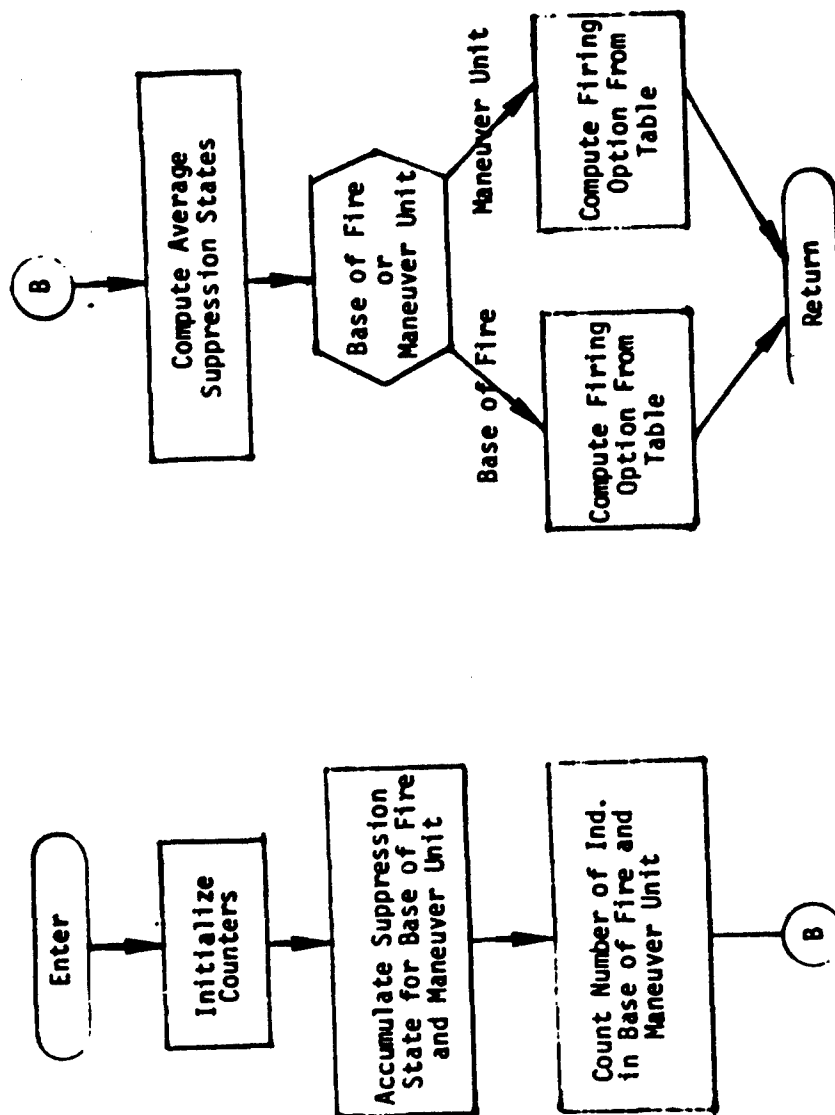 Enter
Initialize
Counters
Accumulate Suppression
State for Base of Fire
and Maneuver Unit
Count Number of Ind.
in Base of Fire and
Maneuver Unit
B
B
Compute Average
Suppression States
Base of Fire
or
Maneuver Unit
Base of Fire
Maneuver Unit
Compute Firing
Option From
Table
Compute Firing
Option From
Table
Return